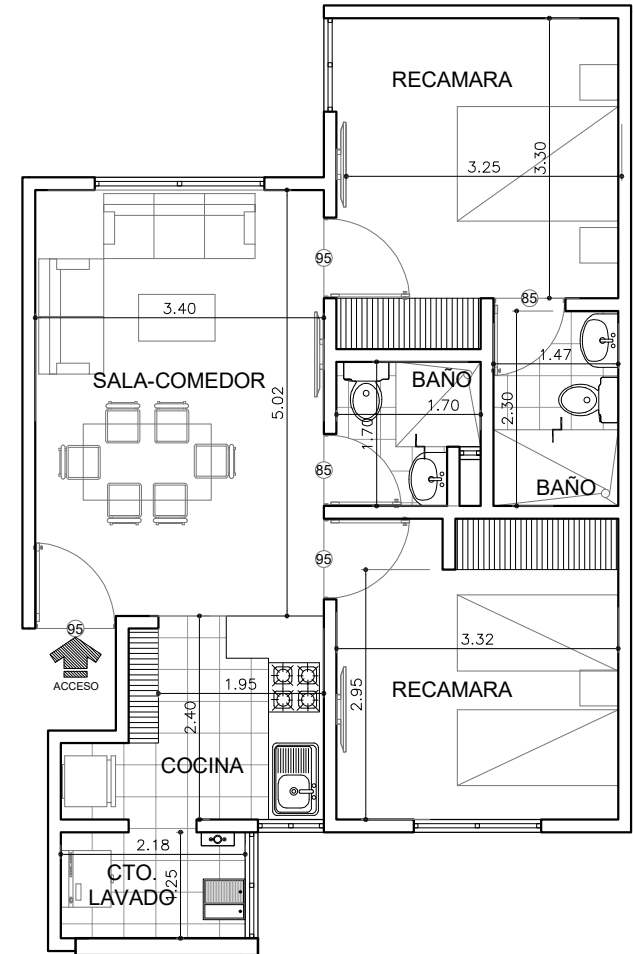 RECAMARA
3.25
3.30
95
85
3.40
SALA-COMEDOR
5.02
BAÑO
1.70
1.70
85
1.47
2.30
BAÑO
95
95
ACCESO
1.95
2.40
COCINA
3.32
2.95
RECAMARA
2.18
CTO.
LAVADO
1.25